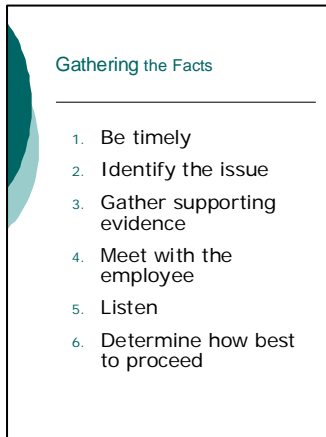 Gathering the Facts
1. Be timely
2. Identify the issue
3. Gather supporting
evidence
4. Meet with the
employee
5. Listen
6. Determine how best
to proceed